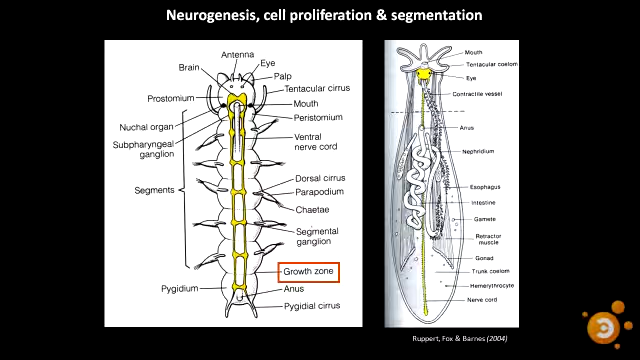 Neurogenesis, cell proliferation & segmentation
Antenna
Brain
Eye
Palp
Tentacular cirrus
Prostomium
Mouth
Peristomium
Nuchal organ
Subpharyngeal
ganglion
Ventral
nerve cord
Segments
Dorsal cirrus
Parapodium
Chaetae
Segmental
ganglion
Growth zone
Pygidium
Anus
Pygidial cirrus
Mouth
Tentacular coelom
Eye
Contractile vessel
Anus
Nephridium
Esophagus
Intestine
Gamete
Retractor
muscle
Gonad
Trunk coelom
Hemerythrocyte
Nerve cord
Ruppert, Fox & Barnes (2004)